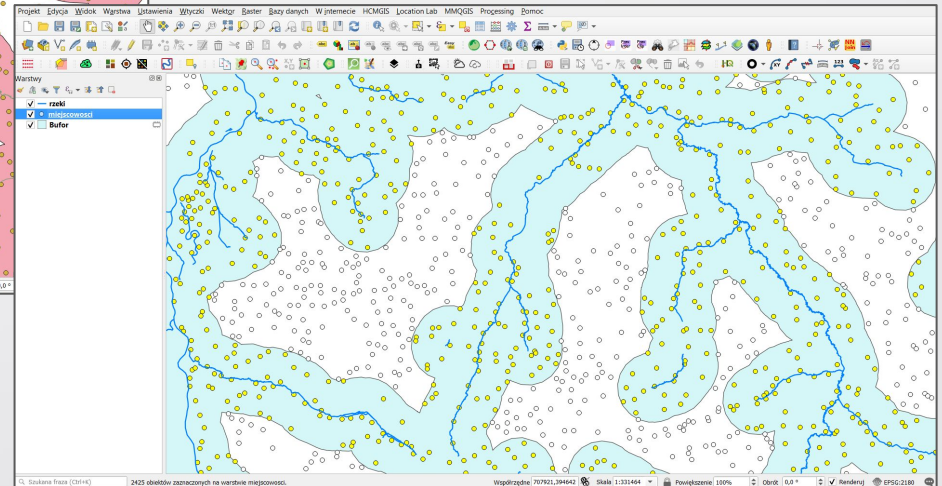 Projekt Edycja Widok Warstwa Ustawienia Wtyczki Wektor Raster Bazy danych W internecie HCMGIS Location Lab MMQGIS Processing Pomoc
Warstwy
rzeki
miejscowosci
Bufor
Szukana fraza (Ctrl+K)
2425 obiektów zaznaczonych na warstwie miejscowosci.
Współrzędne 707921,394642
Skala 1:331464
Powiększenie 100%
Obrót 0,0 °
Renderuj
EPSG:2180